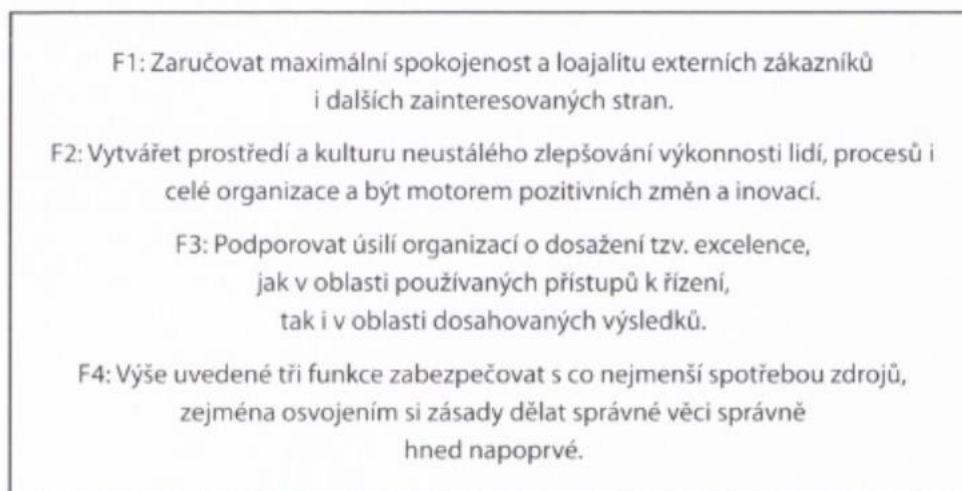 F1: Zaručovat maximální spokojenost a loajalitu externích zákazníků
i dalších zainteresovaných stran.
F2: Vytvářet prostředí a kulturu neustálého zlepšování výkonnosti lidí, procesů i
celé organizace a být motorem pozitivních změn a inovací.
F3: Podporovat úsilí organizací o dosažení tzv. excelence,
jak v oblasti používaných přístupů k řízení,
tak i v oblasti dosahovaných výsledků.
F4: Výše uvedené tři funkce zabezpečovat s co nejmenší spotřebou zdrojů,
zejména osvojením si zásady dělat správné věci správně
hned napoprvé.